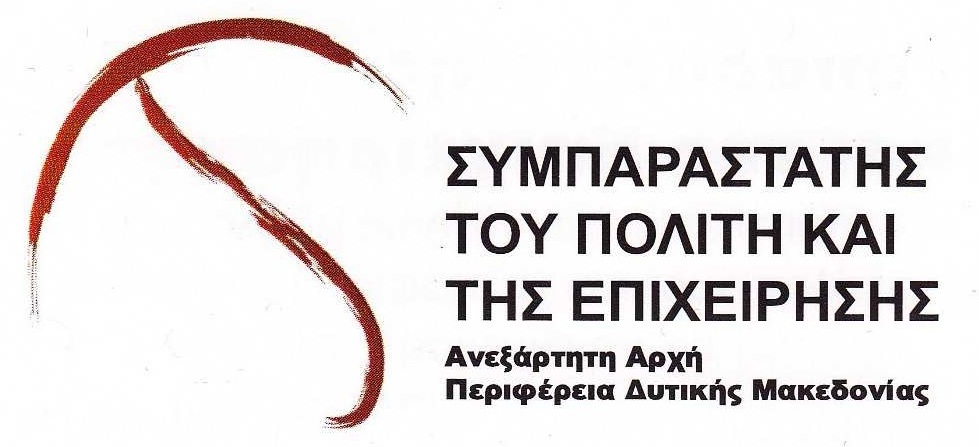 ΣΥΜΠΑΡΑΣΤΑΤΗΣ
ΤΟΥ ΠΟΛΙΤΗ ΚΑΙ
ΤΗΣ ΕΠΙΧΕΙΡΗΣΗΣ
Ανεξάρτητη Αρχή
Περιφέρεια Δυτικής Μακεδονίας